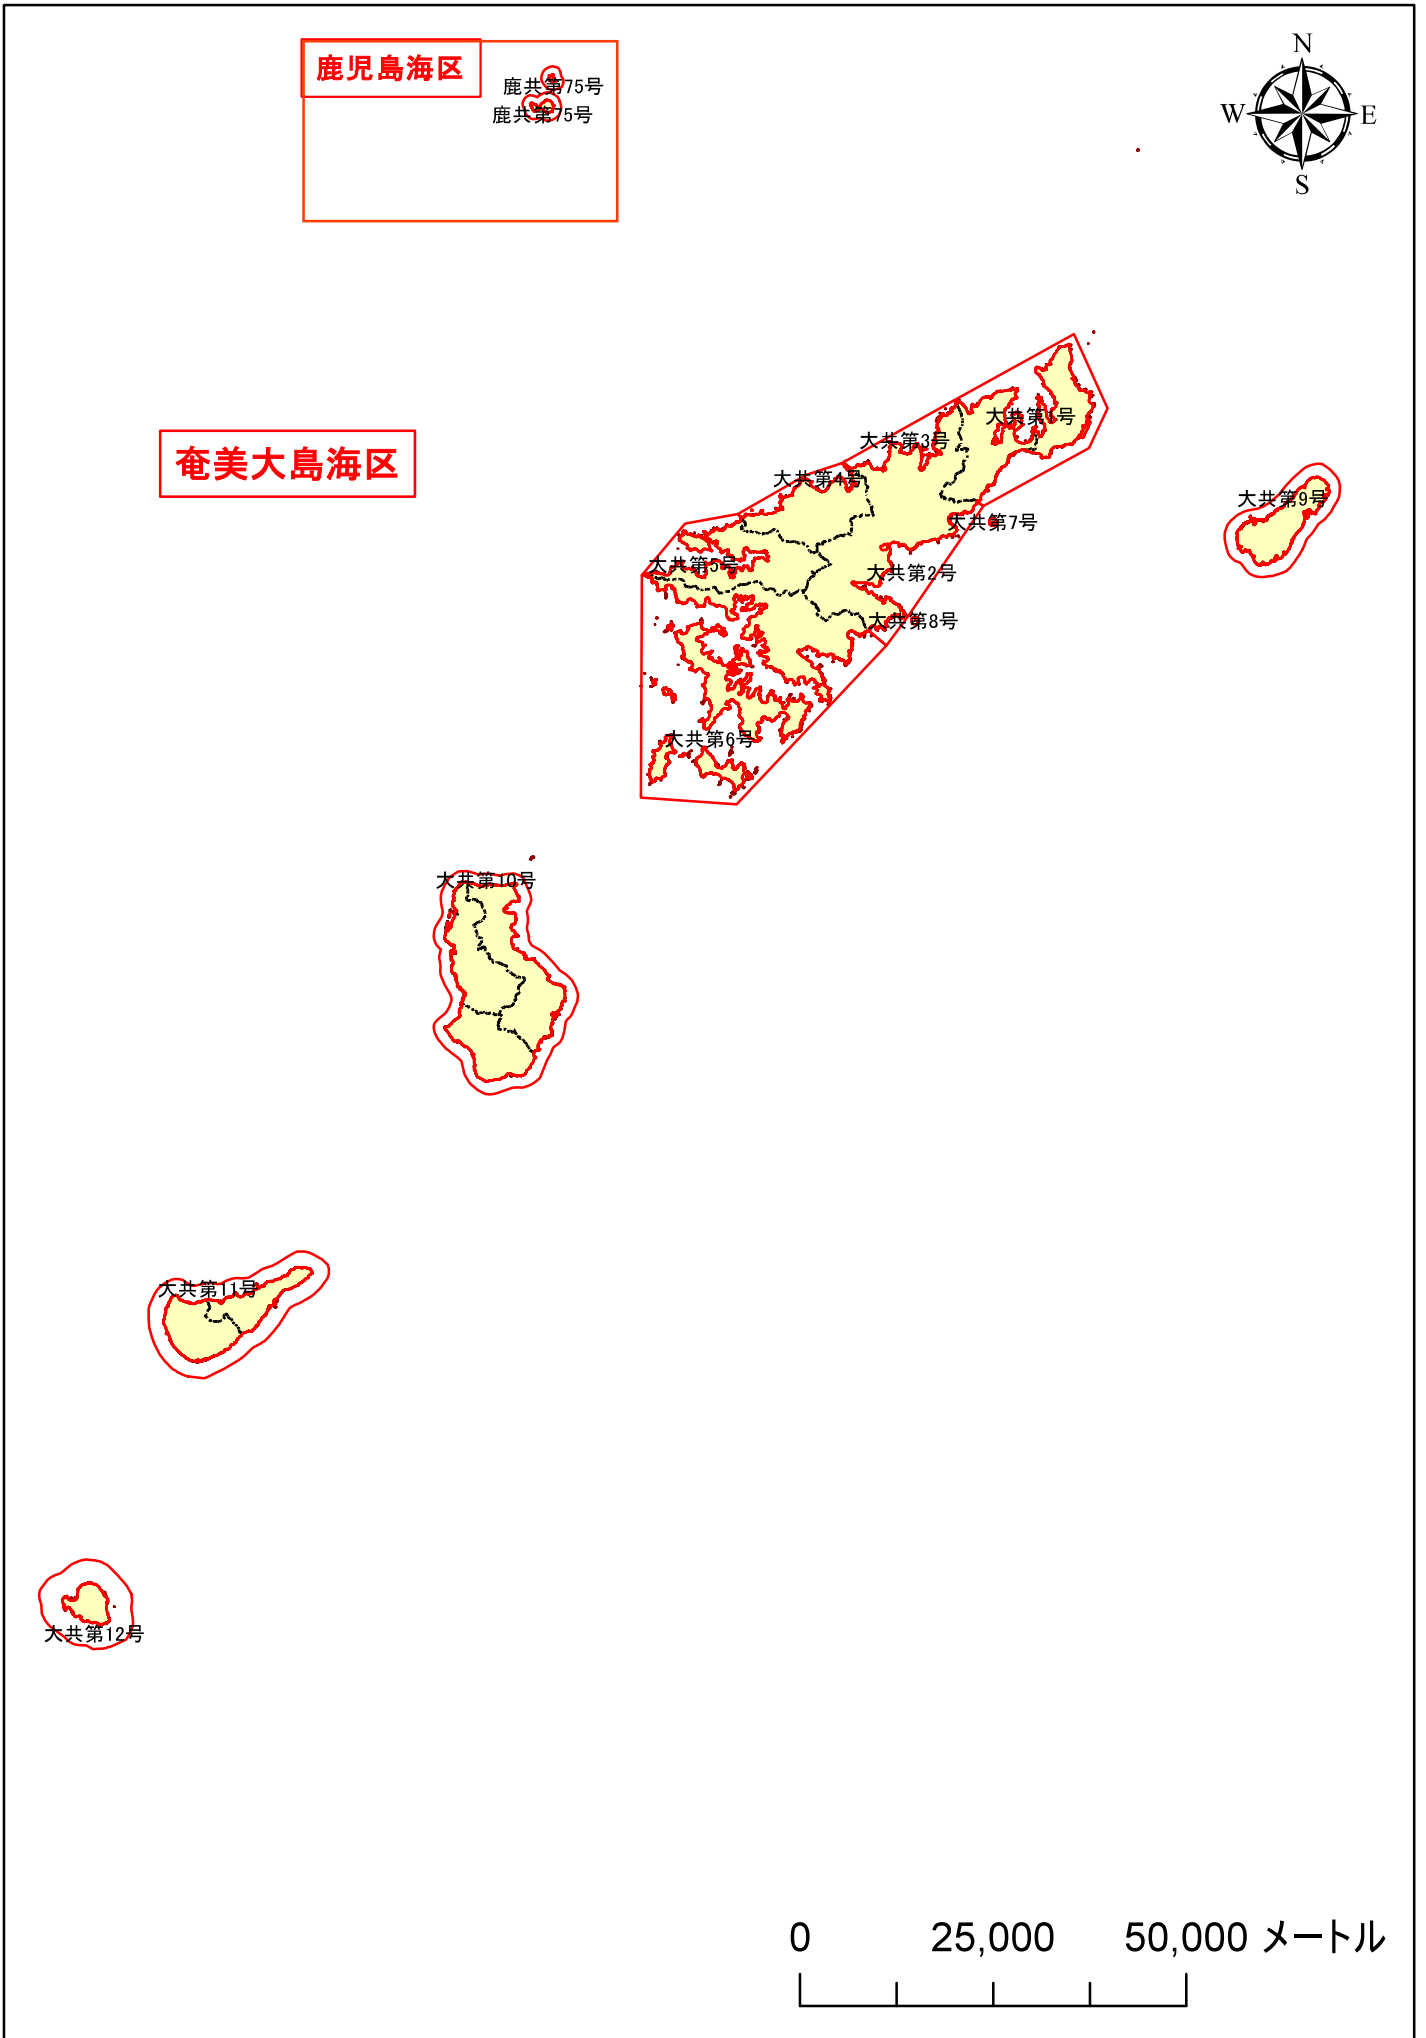 鹿児島海区
鹿共第75号
鹿共第75号
N
W
E
S
奄美大島海区
大共第1号
大共第3号
大共第4号
大共第9号
大共第7号
大共第5号
大共第2号
大共第8号
大共第6号
大共第10号
大共第11号
大共第12号
0 25,000 50,000 メートル